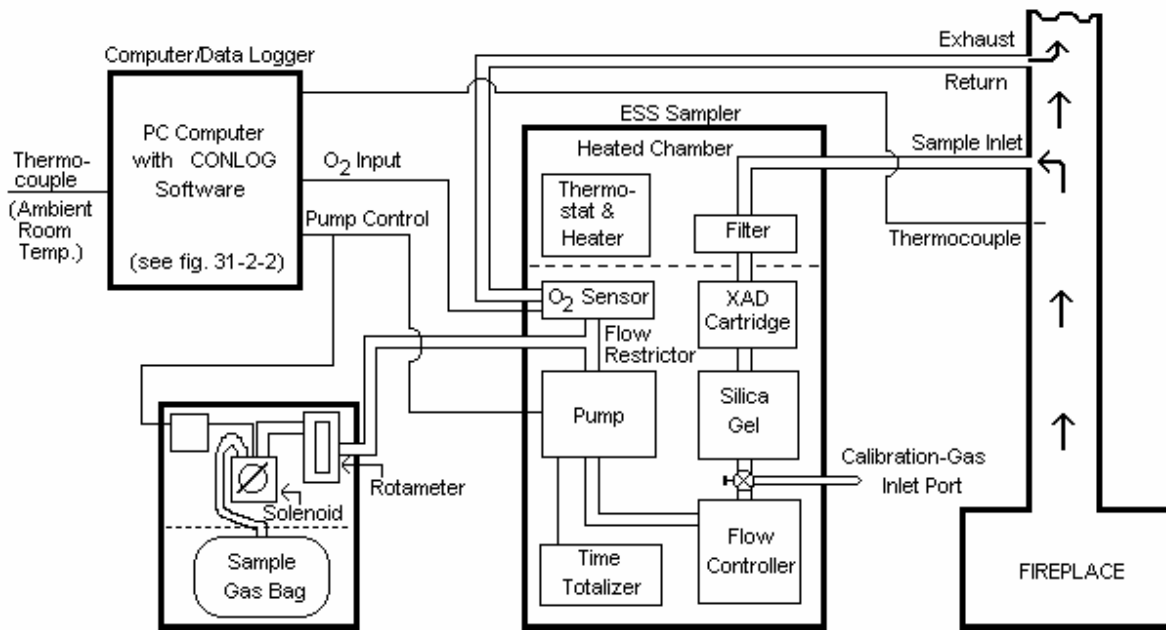 Computer/Data Logger
PC Computer
with CONLOG
Software
(see fig. 31-2-2)
Thermo-
couple
(Ambient
Room
Temp.)
O2 Input
Pump Control
Exhaust
Return
ESS Sampler
Heated Chamber
Sample Inlet
Thermo-
stat &
Heater
Filter
Thermocouple
O2 Sensor
XAD
Cartridge
Flow
Restrictor
Pump
Silica
Gel
Calibration-Gas
Inlet Port
Rotameter
Solenoid
Sample
Gas Bag
Time
Totalizer
Flow
Controller
FIREPLACE